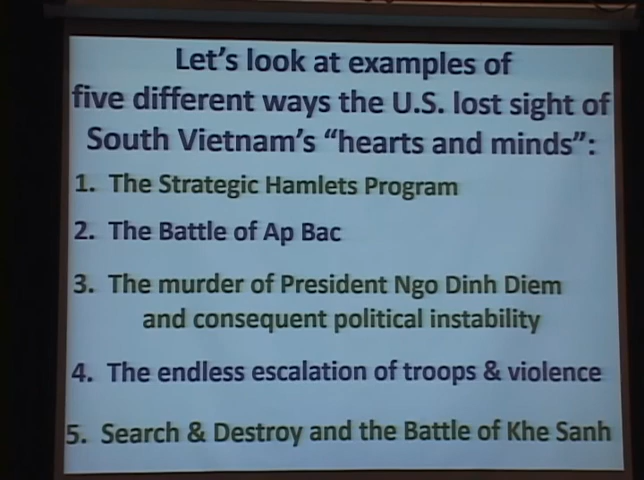 Let's look at examples of
five different ways the U.S. lost sight of
South Vietnam's “hearts and minds”:
1. The Strategic Hamlets Program
2. The Battle of Ap Bac
3. The murder of President Ngo Dinh Diem
and consequent political instability
4. The endless escalation of troops & violence
5. Search & Destroy and the Battle of Khe Sanh